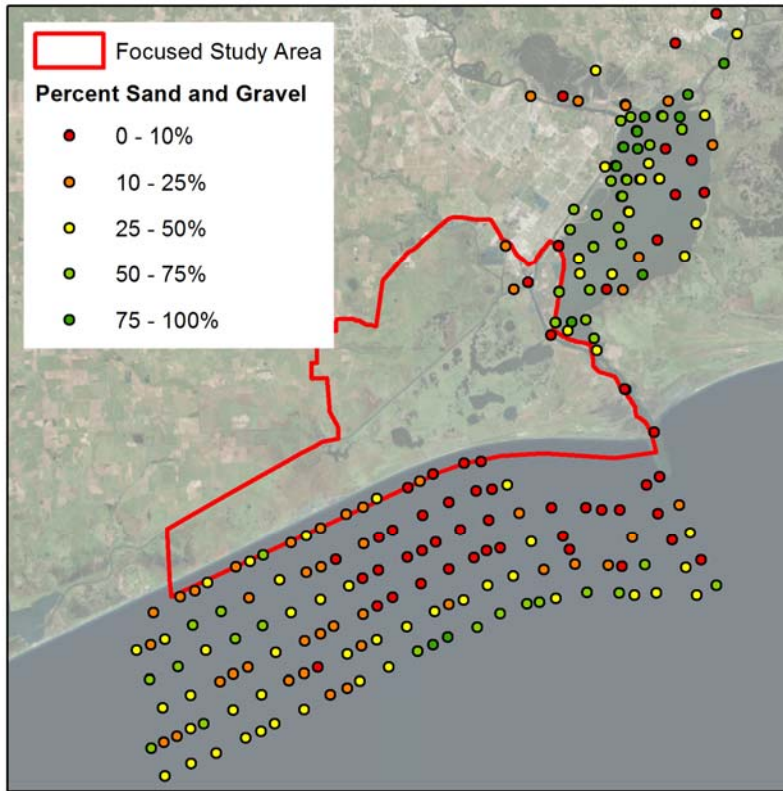 Focused Study Area
Percent Sand and Gravel
0 - 10%
10 - 25%
25 - 50%
50 - 75%
75 - 100%